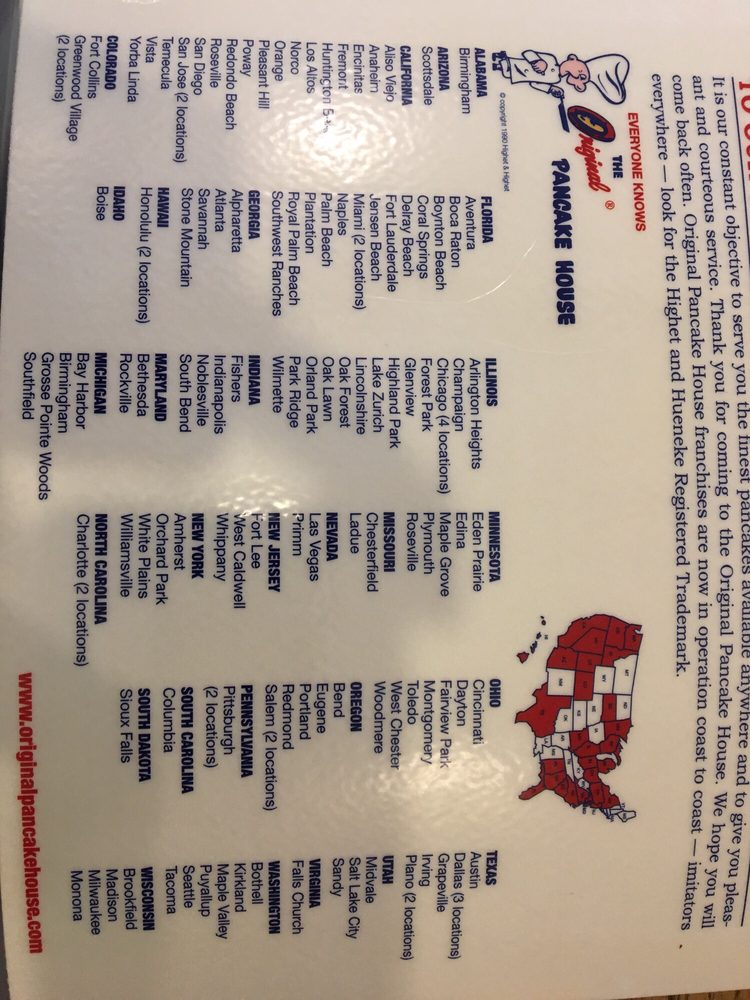 It is our constant objective to serve you the finest pancakes available anywhere and to give you pleas-
ant and courteous service. Thank you for coming to the Original Pancake House. We hope you will
come back often. Original Pancake House franchises are now in operation coast to coast — imitators
everywhere — look for the Highet and Hueneke Registered Trademark.
EVERYONE KNOWS
THE
Original ®
PANCAKE HOUSE
© copyright 1990 Highet & Highet
ALABAMA
Birmingham
ARIZONA
Scottsdale
CALIFORNIA
Aliso Viejo
Anaheim
Encinitas
Fremont
Huntington
Los Altos
Norco
Orange
Pleasant Hill
Poway
Redondo Beach
Roseville
San Diego
San Jose (2 locations)
Temecula
Vista
Yorba Linda
COLORADO
Fort Collins
Greenwood Village
(2 locations)
FLORIDA
Aventura
Boca Raton
Boynton Beach
Coral Springs
Delray Beach
Fort Lauderdale
Jensen Beach
Miami (2 locations)
Naples
Palm Beach
Plantation
Royal Palm Beach
Southwest Ranches
GEORGIA
Alpharetta
Atlanta
Savannah
Stone Mountain
HAWAII
Honolulu (2 locations)
IDAHO
Boise
ILLINOIS
Arlington Heights
Champaign
Chicago (4 locations)
Forest Park
Glenview
Highland Park
Lake Zurich
Lincolnshire
Oak Forest
Oak Lawn
Orland Park
Park Ridge
Wilmette
INDIANA
Fishers
Indianapolis
Noblesville
South Bend
MARYLAND
Bethesda
Rockville
MICHIGAN
Bay Harbor
Birmingham
Grosse Pointe Woods
Southfield
MINNESOTA
Eden Prairie
Edina
Maple Grove
Plymouth
Roseville
MISSOURI
Chesterfield
Ladue
NEVADA
Las Vegas
Primm
NEW JERSEY
Fort Lee
West Caldwell
Whippany
NEW YORK
Amherst
Orchard Park
White Plains
Williamsville
NORTH CAROLINA
Charlotte (2 locations)
OHIO
Cincinnati
Dayton
Fairview Park
Montgomery
Toledo
West Chester
Woodmere
OREGON
Bend
Eugene
Portland
Redmond
Salem (2 locations)
PENNSYLVANIA
Pittsburgh
(2 locations)
SOUTH CAROLINA
Columbia
SOUTH DAKOTA
Sioux Falls
TEXAS
Austin
Dallas (3 locations)
Grapeville
Irving
Plano (2 locations)
UTAH
Midvale
Salt Lake City
Sandy
VIRGINIA
Falls Church
WASHINGTON
Bothell
Kirkland
Maple Valley
Puyallup
Seattle
Tacoma
WISCONSIN
Brookfield
Madison
Milwaukee
Monona
www.originalpancakehouse.com